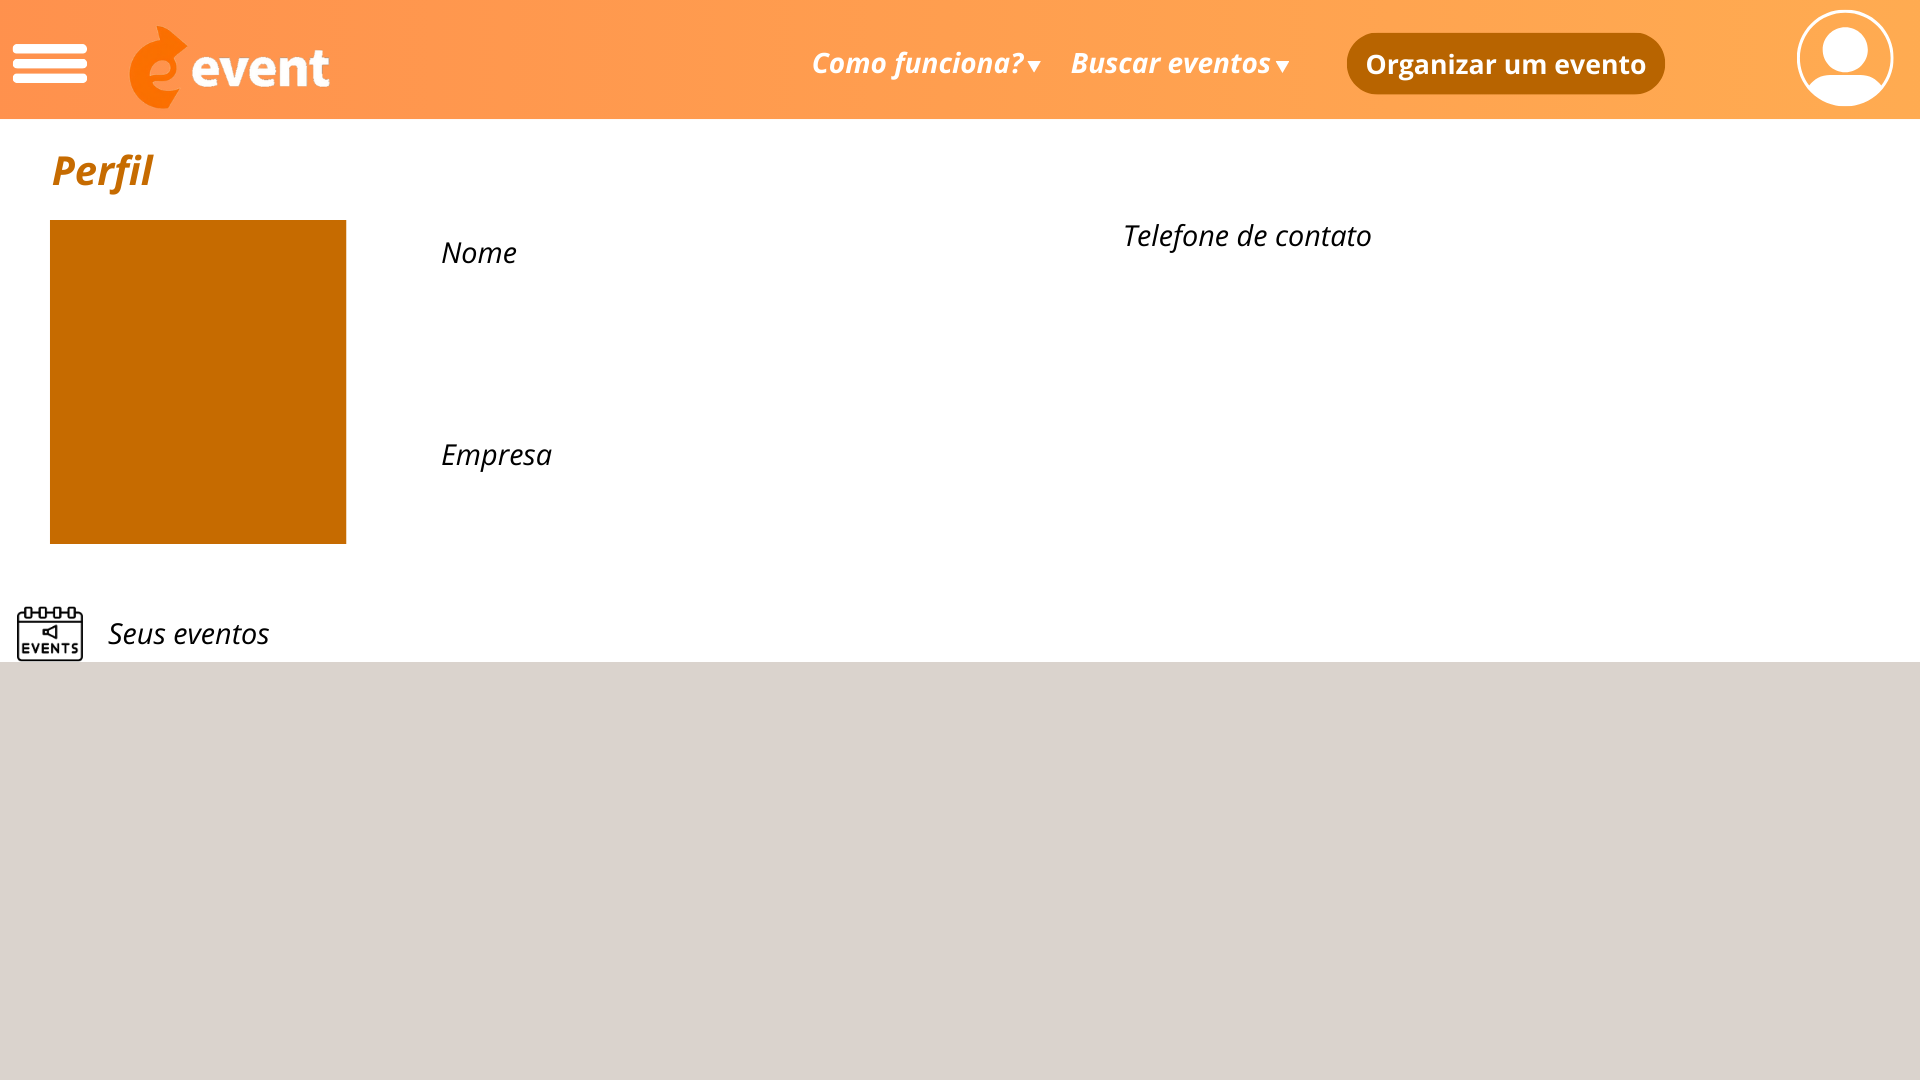 event
Como funciona?
Buscar eventos
Organizar um evento
Perfil
Nome
Telefone de contato
Empresa
EVENTS
Seus eventos